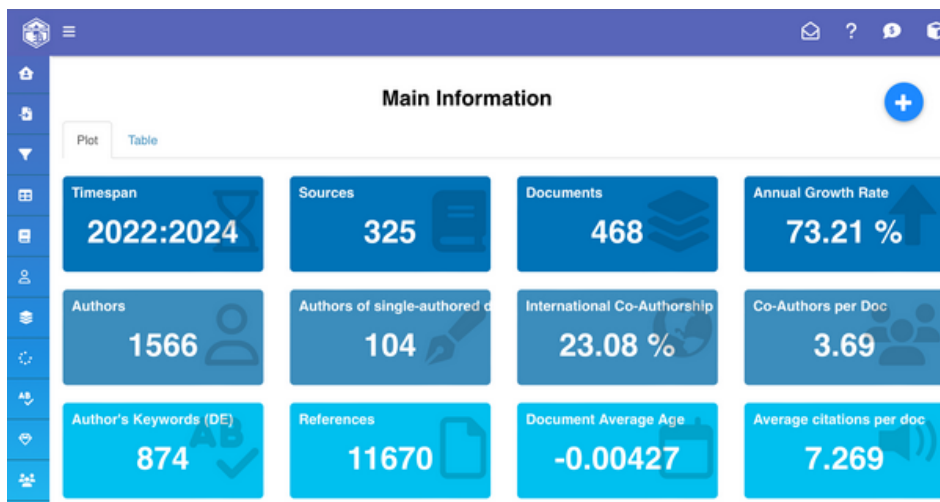 Main Information
Plot
Table
Timespan
2022:2024
Sources
325
Documents
468
Annual Growth Rate
73.21 %
Authors
1566
Authors of single-authored d
104
International Co-Authorship
23.08 %
Co-Authors per Doc
3.69
Author's Keywords (DE)
874
References
11670
Document Average Age
-0.00427
Average citations per doc
7.269